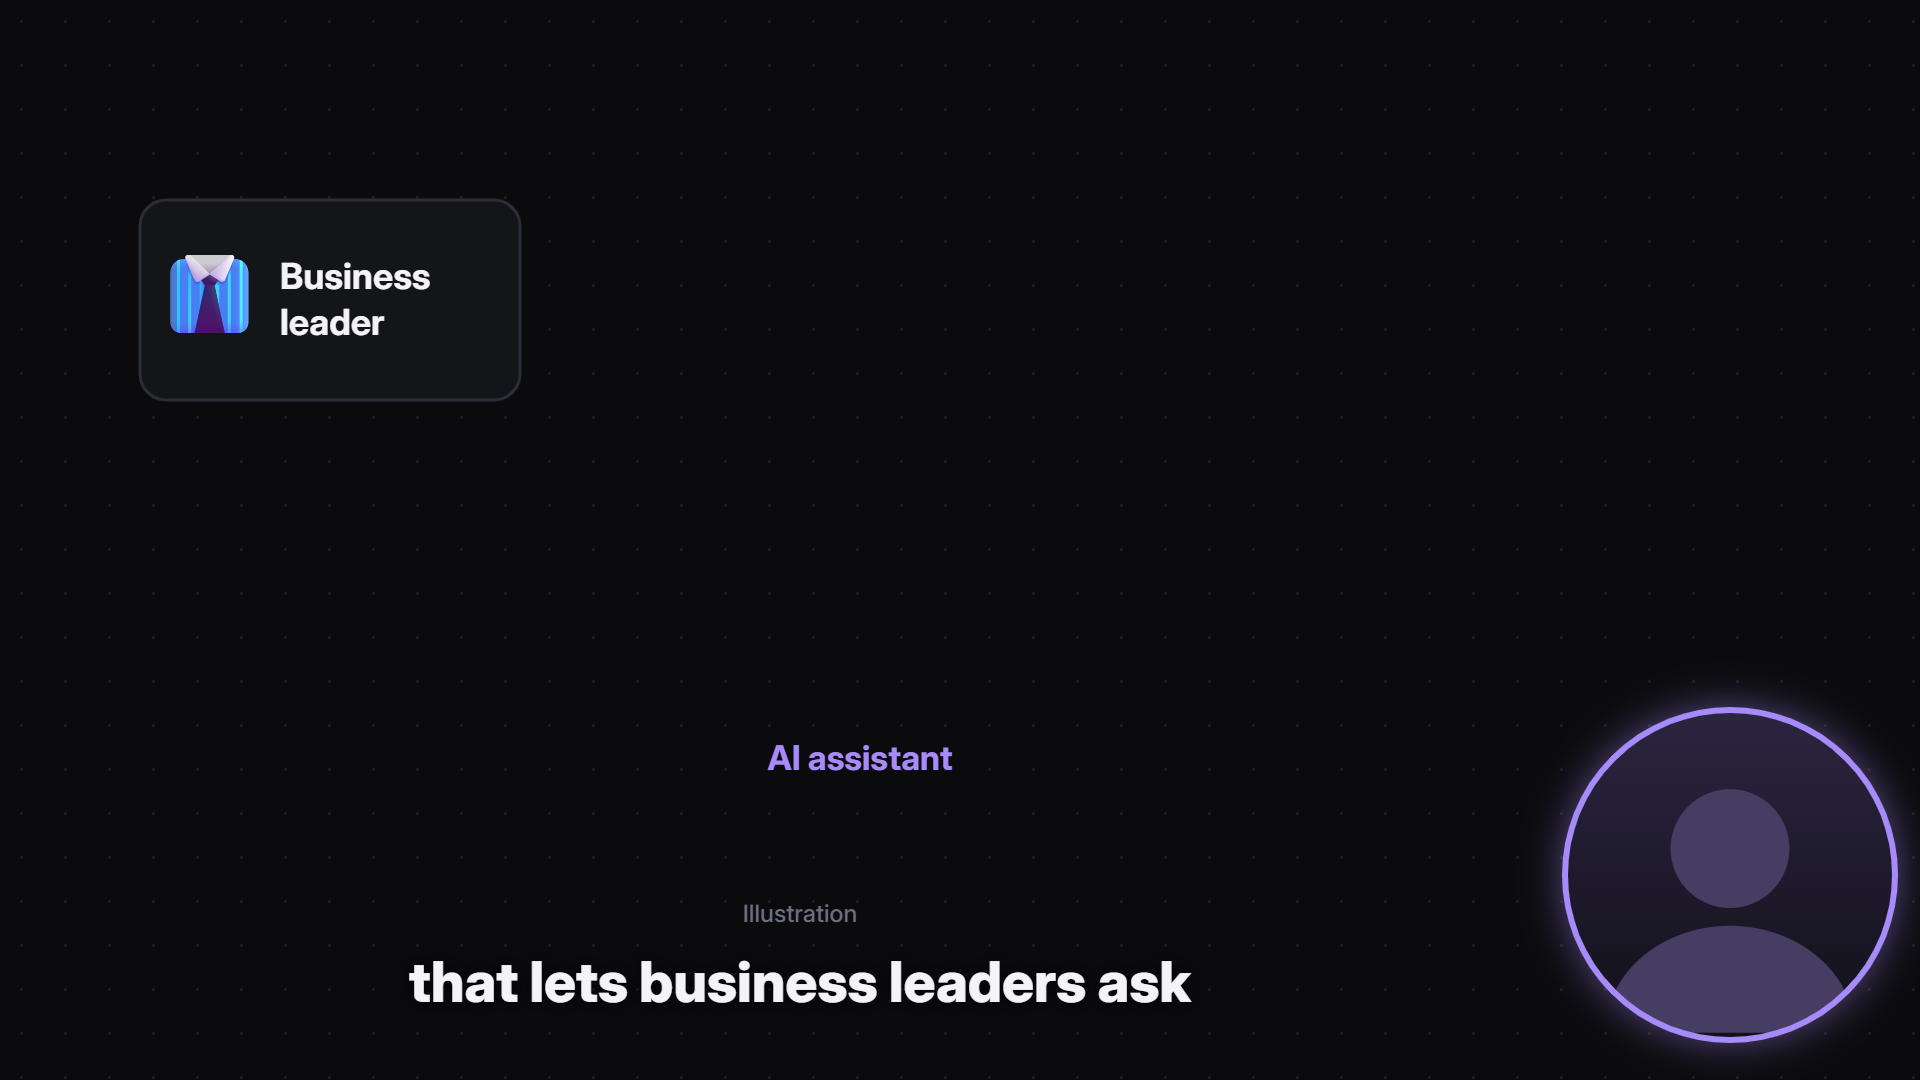 Business
leader
AI assistant
Illustration
that lets business leaders ask